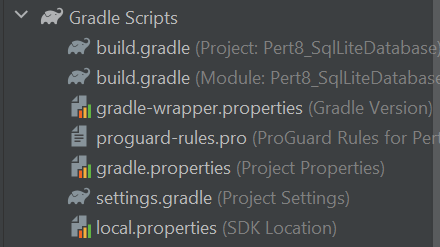 Gradle Scripts
build.gradle (Project: Pert8_SqlLiteDatabase)
build.gradle (Module: Pert8_SqlLiteDatabase
gradle-wrapper.properties (Gradle Version)
proguard-rules.pro (ProGuard Rules for Pert
gradle.properties (Project Properties)
settings.gradle (Project Settings)
local.properties (SDK Location)